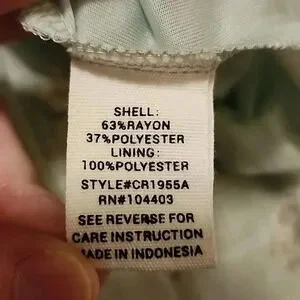 SHELL:
63%RAYON
37%POLYESTER
LINING:
100%POLYESTER
STYLE#CR1955A
RN#104403
SEE REVERSE FOR
CARE INSTRUCTION
MADE IN INDONESIA